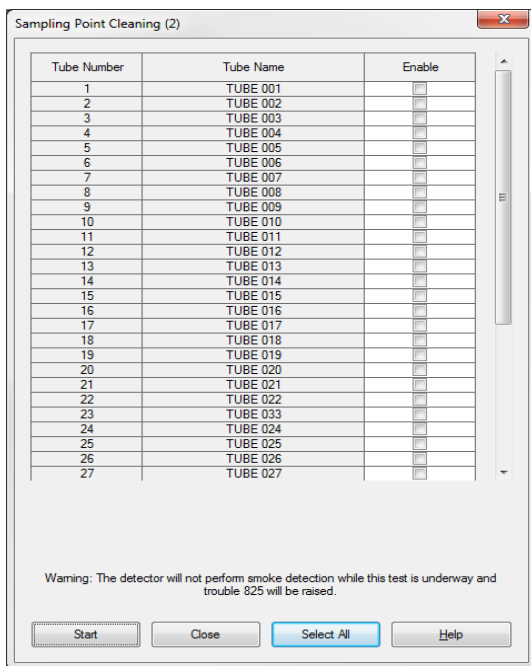 Sampling Point Cleaning (2)
Tube Number Tube Name Enable
1 TUBE 001
2 TUBE 002
3 TUBE 003
4 TUBE 004
5 TUBE 005
6 TUBE 006
7 TUBE 007
8 TUBE 008
9 TUBE 009
10 TUBE 010
11 TUBE 011
12 TUBE 012
13 TUBE 013
14 TUBE 014
15 TUBE 015
16 TUBE 016
17 TUBE 017
18 TUBE 018
19 TUBE 019
20 TUBE 020
21 TUBE 021
22 TUBE 022
23 TUBE 033
24 TUBE 024
25 TUBE 025
26 TUBE 026
27 TUBE 027
Warning: The detector will not perform smoke detection while this test is underway and
trouble 825 will be raised.
Start Close Select All Help